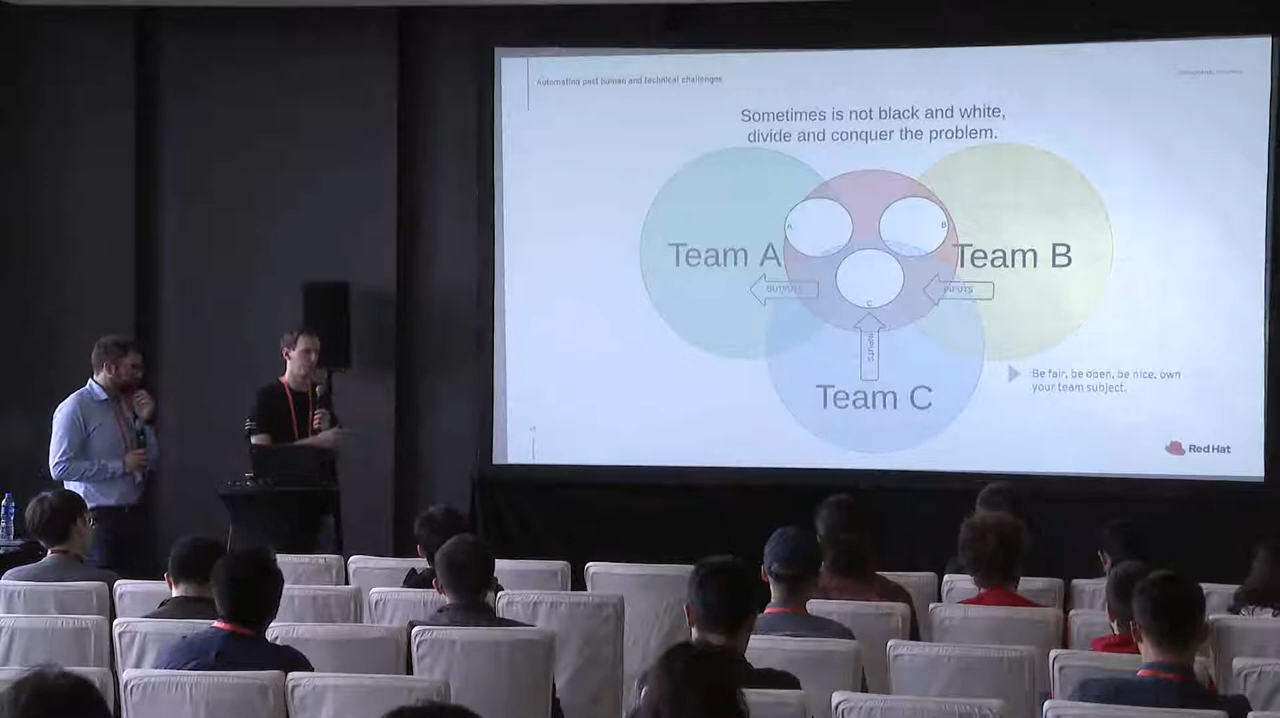 Automating past human and technical challenges
Sometimes is not black and white,
divide and conquer the problem.
A
B
Team A
Team B
OUTPUTS
INPUTS
C
INPUTS
Be fair, be open, be nice, own
your team subject.
Team C
Red Hat